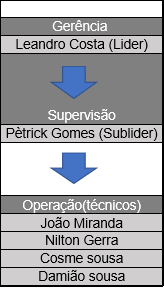 Gerência
Leandro Costa (Lider)
Supervisão
Pètrick Gomes (Sublider)
Operação(técnicos)
João Miranda
Nilton Gerra
Cosme sousa
Damião sousa